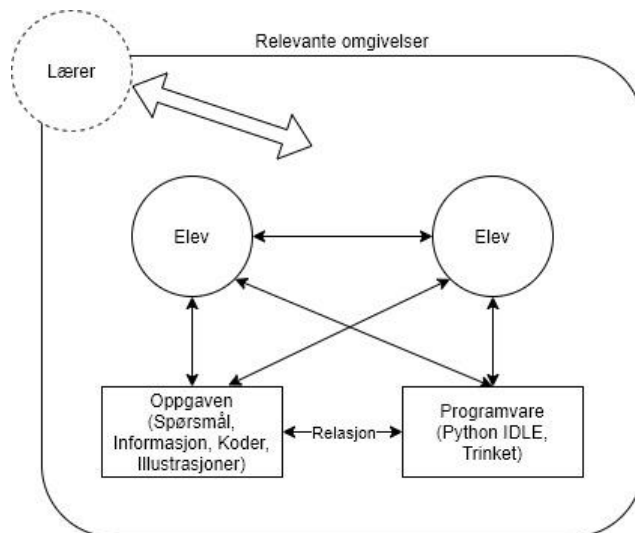 Relevante omgivelser
Lærer
Elev
Elev
Oppgaven
(Spørsmål,
Informasjon, Koder,
Illustrasjoner)
Relasjon
Programvare
(Python IDLE,
Trinket)